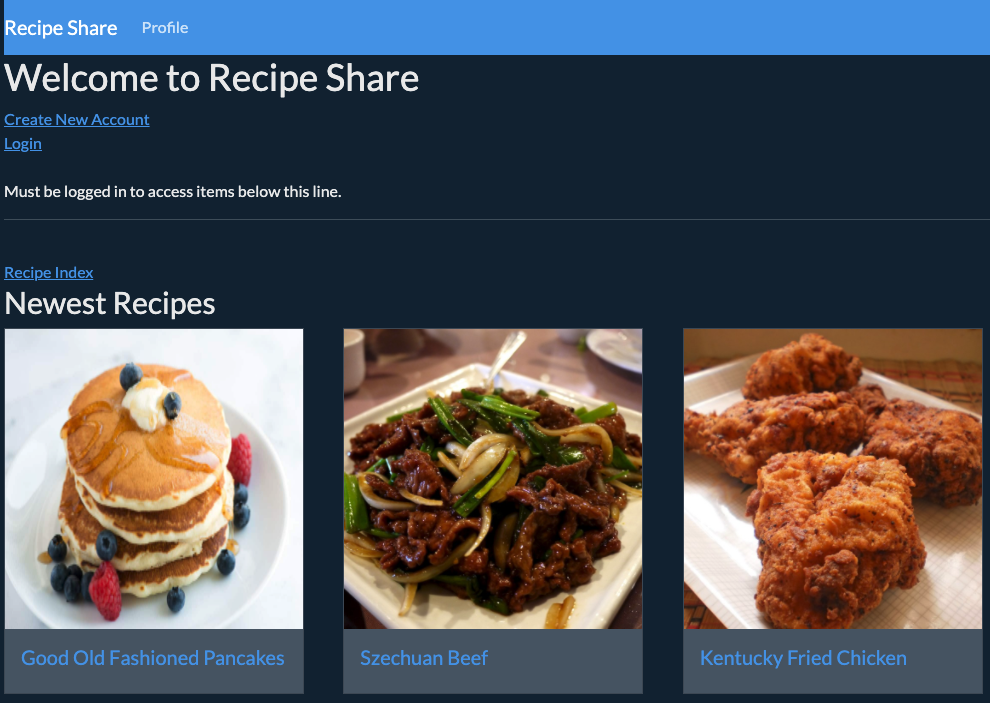 Recipe Share Profile
Welcome to Recipe Share
Create New Account
Login
Must be logged in to access items below this line.
Recipe Index
Newest Recipes
Good Old Fashioned Pancakes
Szechuan Beef
Kentucky Fried Chicken